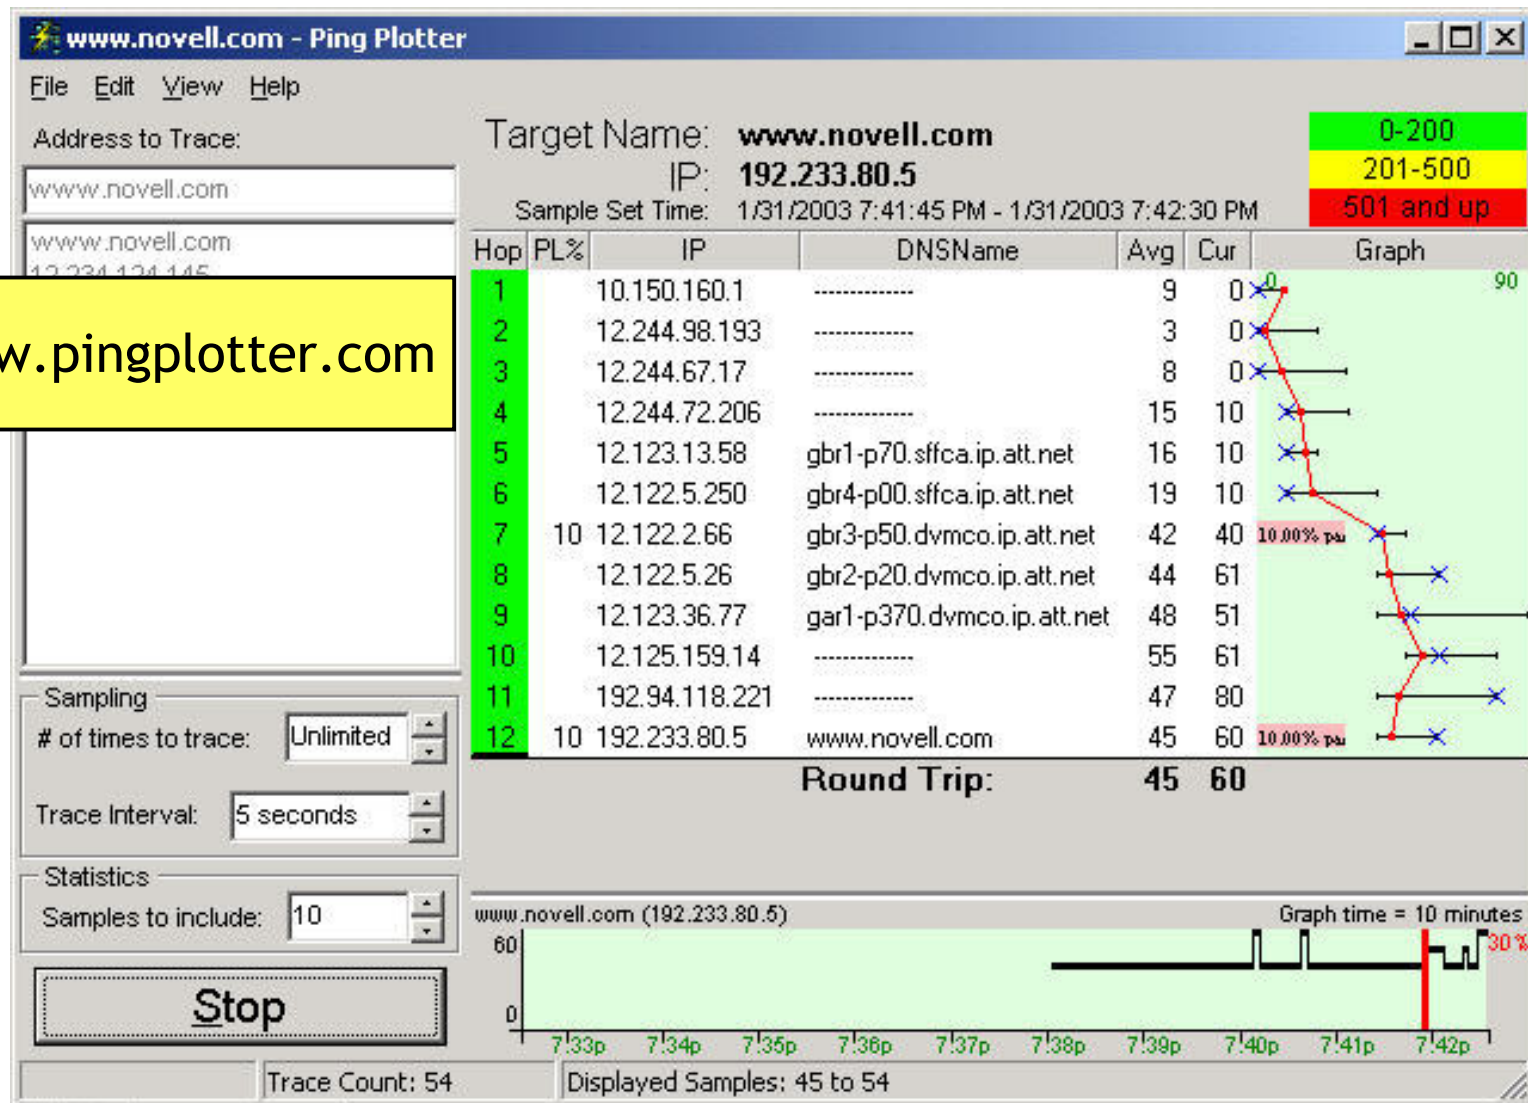 www.novell.com - Ping Plotter
File Edit View Help
Address to Trace:
www.novell.com
www.novell.com
12.234.124.145
w.pingplotter.com
Sampling
# of times to trace: Unlimited
Trace Interval: 5 seconds
Statistics
Samples to include: 10
Stop
Target Name: www.novell.com
IP: 192.233.80.5
Sample Set Time: 1/31/2003 7:41:45 PM - 1/31/2003 7:42:30 PM
0-200
201-500
501 and up
Hop PL% IP DNSName Avg Cur Graph
0 90
1 10.150.160.1 ------------- 9 0
2 12.244.98.193 ------------- 3 0
3 12.244.67.17 ------------- 8 0
4 12.244.72.206 ------------- 15 10
5 12.123.13.58 gbr1-p70.sffca.ip.att.net 16 10
6 12.122.5.250 gbr4-p00.sffca.ip.att.net 19 10
7 10 12.122.2.66 gbr3-p50.dvmco.ip.att.net 42 40 10.00%
8 12.122.5.26 gbr2-p20.dvmco.ip.att.net 44 61
9 12.123.36.77 gar1-p370.dvmco.ip.att.net 48 51
10 12.125.159.14 ------------- 55 61
11 192.94.118.221 ------------- 47 80
12 10 192.233.80.5 www.novell.com 45 60 10.00%
Round Trip: 45 60
www.novell.com (192.233.80.5) Graph time = 10 minutes
60 30%
0
7:33p 7:34p 7:35p 7:36p 7:37p 7:38p 7:39p 7:40p 7:41p 7:42p
Trace Count: 54 Displayed Samples: 45 to 54